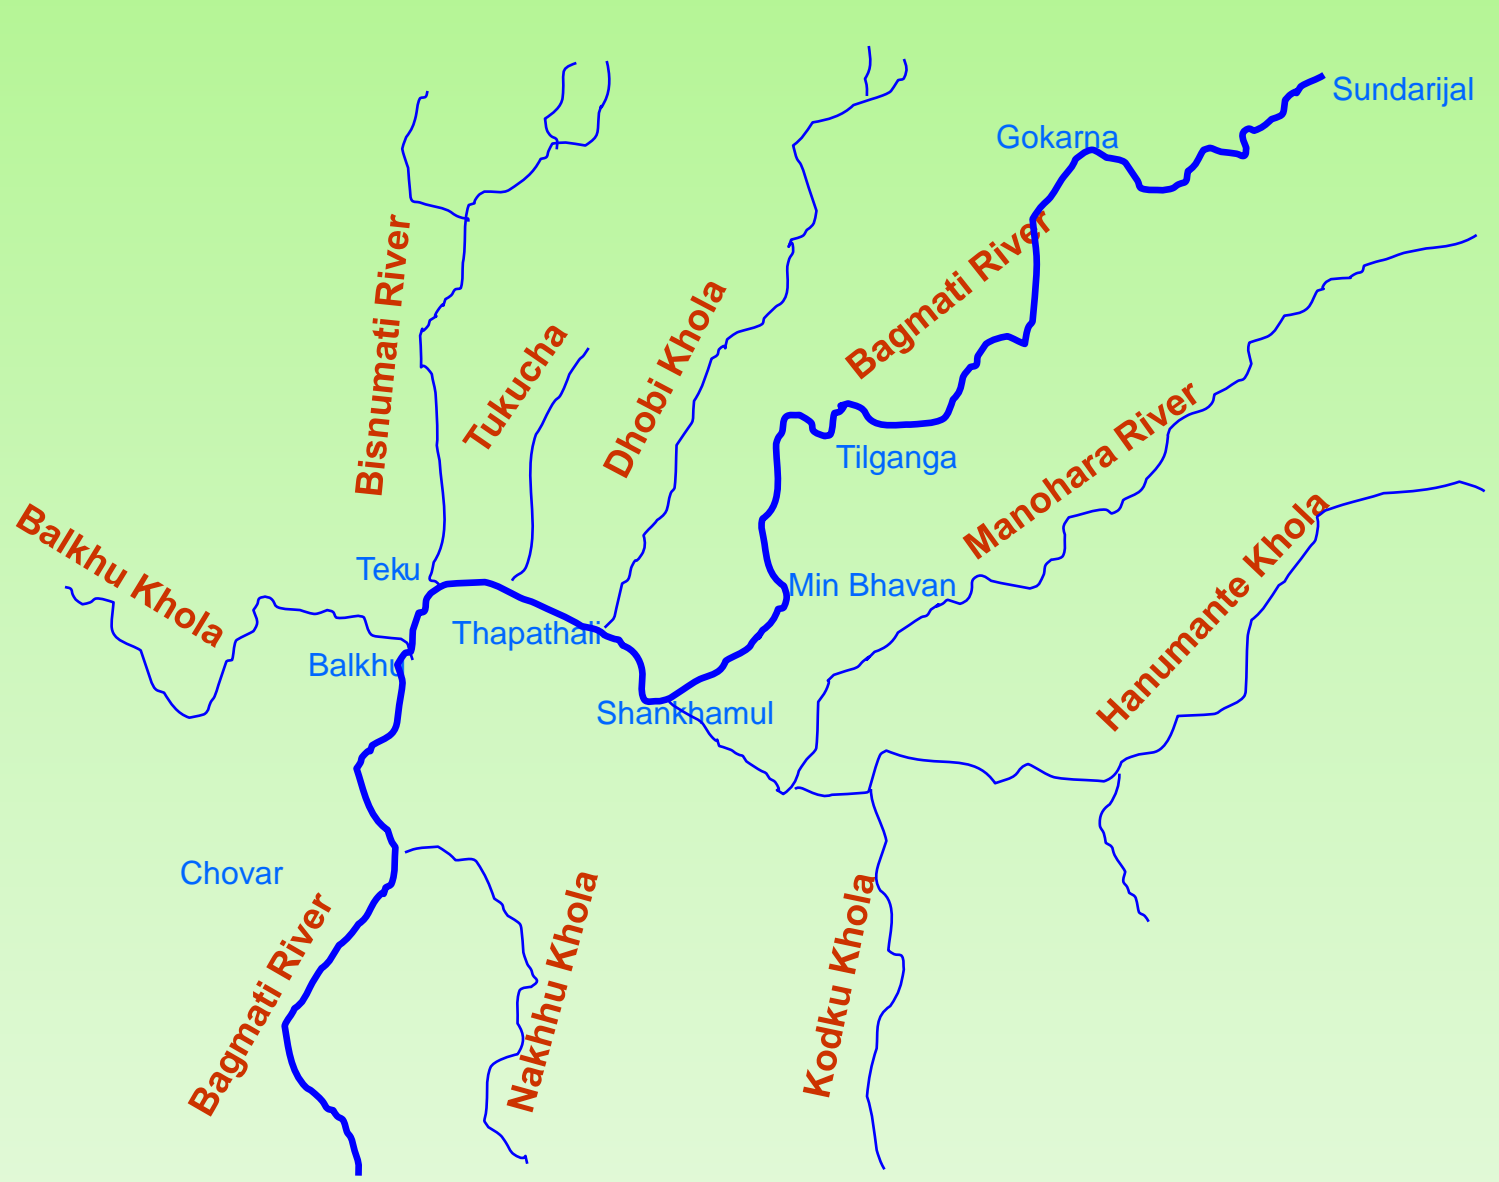 Sundarijal
Gokarna
Bagmati River
Bisnumati River
Tukucha
Dhobi Khola
Tilganga
Manohara River
Balkhu Khola
Teku
Min Bhavan
Hanumante Khola
Thapathali
Balkhu
Shankhamul
Chovar
Bagmati River
Nakhhu Khola
Kodku Khola